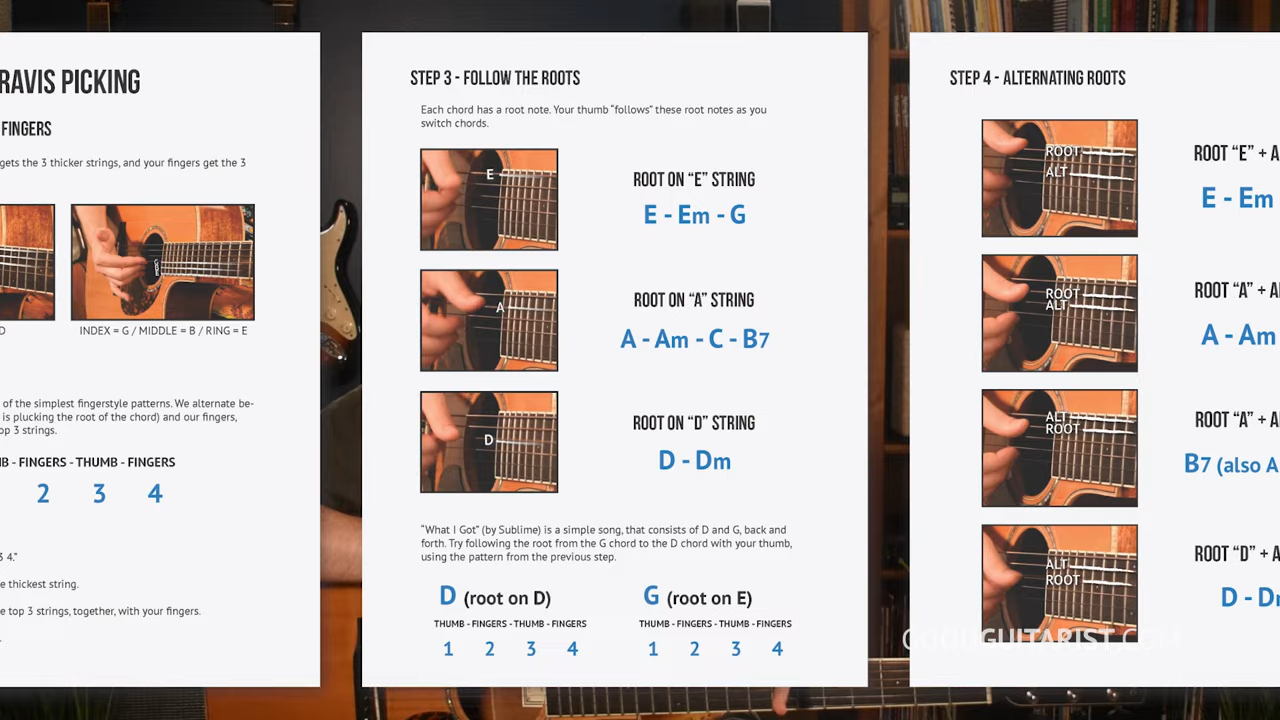 RAVIS PICKING
FINGERS
gets the 3 thicker strings, and your fingers get the 3
D
INDEX = G / MIDDLE = B / RING = E
of the simplest fingerstyle patterns. We alternate be-
is plucking the root of the chord) and our fingers,
op 3 strings.
B - FINGERS - THUMB - FINGERS
2 3 4
3 4."
e thickest string.
e top 3 strings, together, with your fingers.
STEP 3 - FOLLOW THE ROOTS
Each chord has a root note. Your thumb "follows" these root notes as you
switch chords.
E
ROOT ON "E" STRING
E - Em - G
A
ROOT ON "A" STRING
A - Am - C - B7
D
ROOT ON "D" STRING
D - Dm
"What I Got" (by Sublime) is a simple song, that consists of D and G, back and
forth. Try following the root from the G chord to the D chord with your thumb,
using the pattern from the previous step.
D (root on D)
THUMB - FINGERS - THUMB - FINGERS
1 2 3 4
G (root on E)
THUMB - FINGERS - THUMB - FINGERS
1 2 3 4
STEP 4 - ALTERNATING ROOTS
ROOT
ALT
ROOT "E" + A
E - Em
ROOT
ALT
ROOT "A" + A
A - Am
ALT
ROOT
ROOT "A" + A
B7 (also A
ALT
ROOT
ROOT "D" + A
D - D
GOODGUITARIST.COM